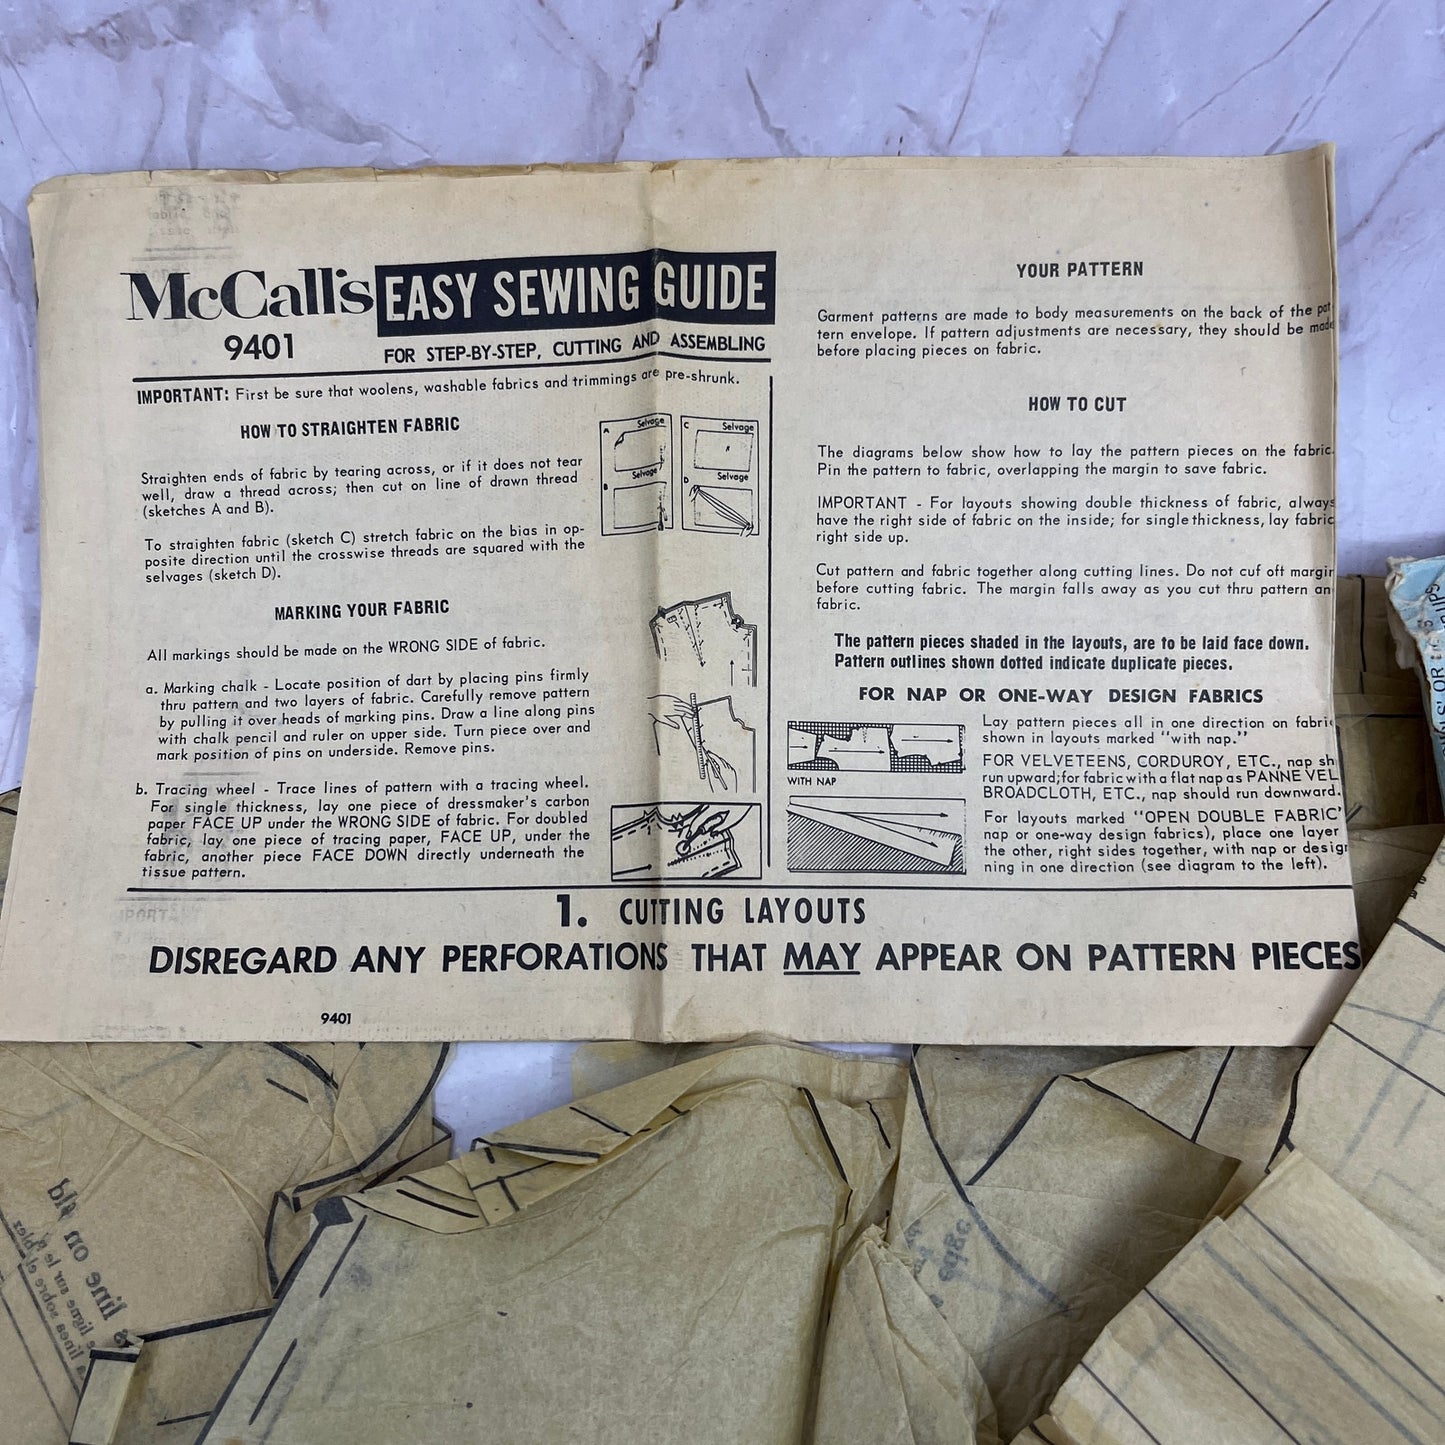 McCall's EASY SEWING GUIDE
9401
FOR STEP-BY-STEP, CUTTING AND ASSEMBLING
IMPORTANT: First be sure that woolens, washable fabrics and trimmings are pre-shrunk.
HOW TO STRAIGHTEN FABRIC
Straighten ends of fabric by tearing across, or if it does not tear
well, draw a thread across; then cut on line of drawn thread
(sketches A and B).
To straighten fabric (sketch C) stretch fabric on the bias in op-
posite direction until the crosswise threads are squared with the
selvages (sketch D).
A Selvage
Selvage
B
C Selvage
Selvage
D
MARKING YOUR FABRIC
All markings should be made on the WRONG SIDE of fabric.
a. Marking chalk - Locate position of dart by placing pins firmly
thru pattern and two layers of fabric. Carefully remove pattern
by pulling it over heads of marking pins. Draw a line along pins
with chalk pencil and ruler on upper side. Turn piece over and
mark position of pins on underside. Remove pins.
b. Tracing wheel - Trace lines of pattern with a tracing wheel.
For single thickness, lay one piece of dressmaker's carbon
paper FACE UP under the WRONG SIDE of fabric. For doubled
fabric, lay one piece of tracing paper, FACE UP, under the
fabric, another piece FACE DOWN directly underneath the
tissue pattern.
YOUR PATTERN
Garment patterns are made to body measurements on the back of the pat
tern envelope. If pattern adjustments are necessary, they should be made
before placing pieces on fabric.
HOW TO CUT
The diagrams below show how to lay the pattern pieces on the fabric.
Pin the pattern to fabric, overlapping the margin to save fabric.
IMPORTANT - For layouts showing double thickness of fabric, always
have the right side of fabric on the inside; for single thickness, lay fabric
right side up.
Cut pattern and fabric together along cutting lines. Do not cuf oft margin
before cutting fabric. The margin falls away as you cut thru pattern an
fabric.
The pattern pieces shaded in the layouts, are to be laid face down.
Pattern outlines shown dotted indicate duplicate pieces.
FOR NAP OR ONE-WAY DESIGN FABRICS
WITH NAP
Lay pattern pieces all in one direction on fabric
shown in layouts marked "with nap."
FOR VELVETEENS, CORDUROY, ETC., nap sh
run upward; for fabric with a flat nap as PANNE VEL
BROADCLOTH, ETC., nap should run downward.
For layouts marked "OPEN DOUBLE FABRIC"
nap or one-way design fabrics), place one layer
the other, right sides together, with nap or design
ning in one direction (see diagram to the left).
1. CUTTING LAYOUTS
DISREGARD ANY PERFORATIONS THAT MAY APPEAR ON PATTERN PIECES
9401
line on